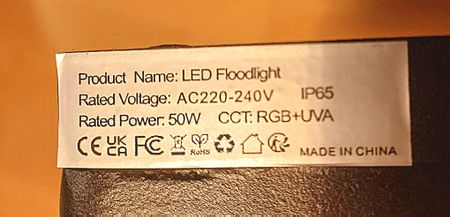 Product Name: LED Floodlight
Rated Voltage: AC220-240V IP65
Rated Power: 50W CCT: RGB+UVA
CE UK CA FC RoHS MADE IN CHINA